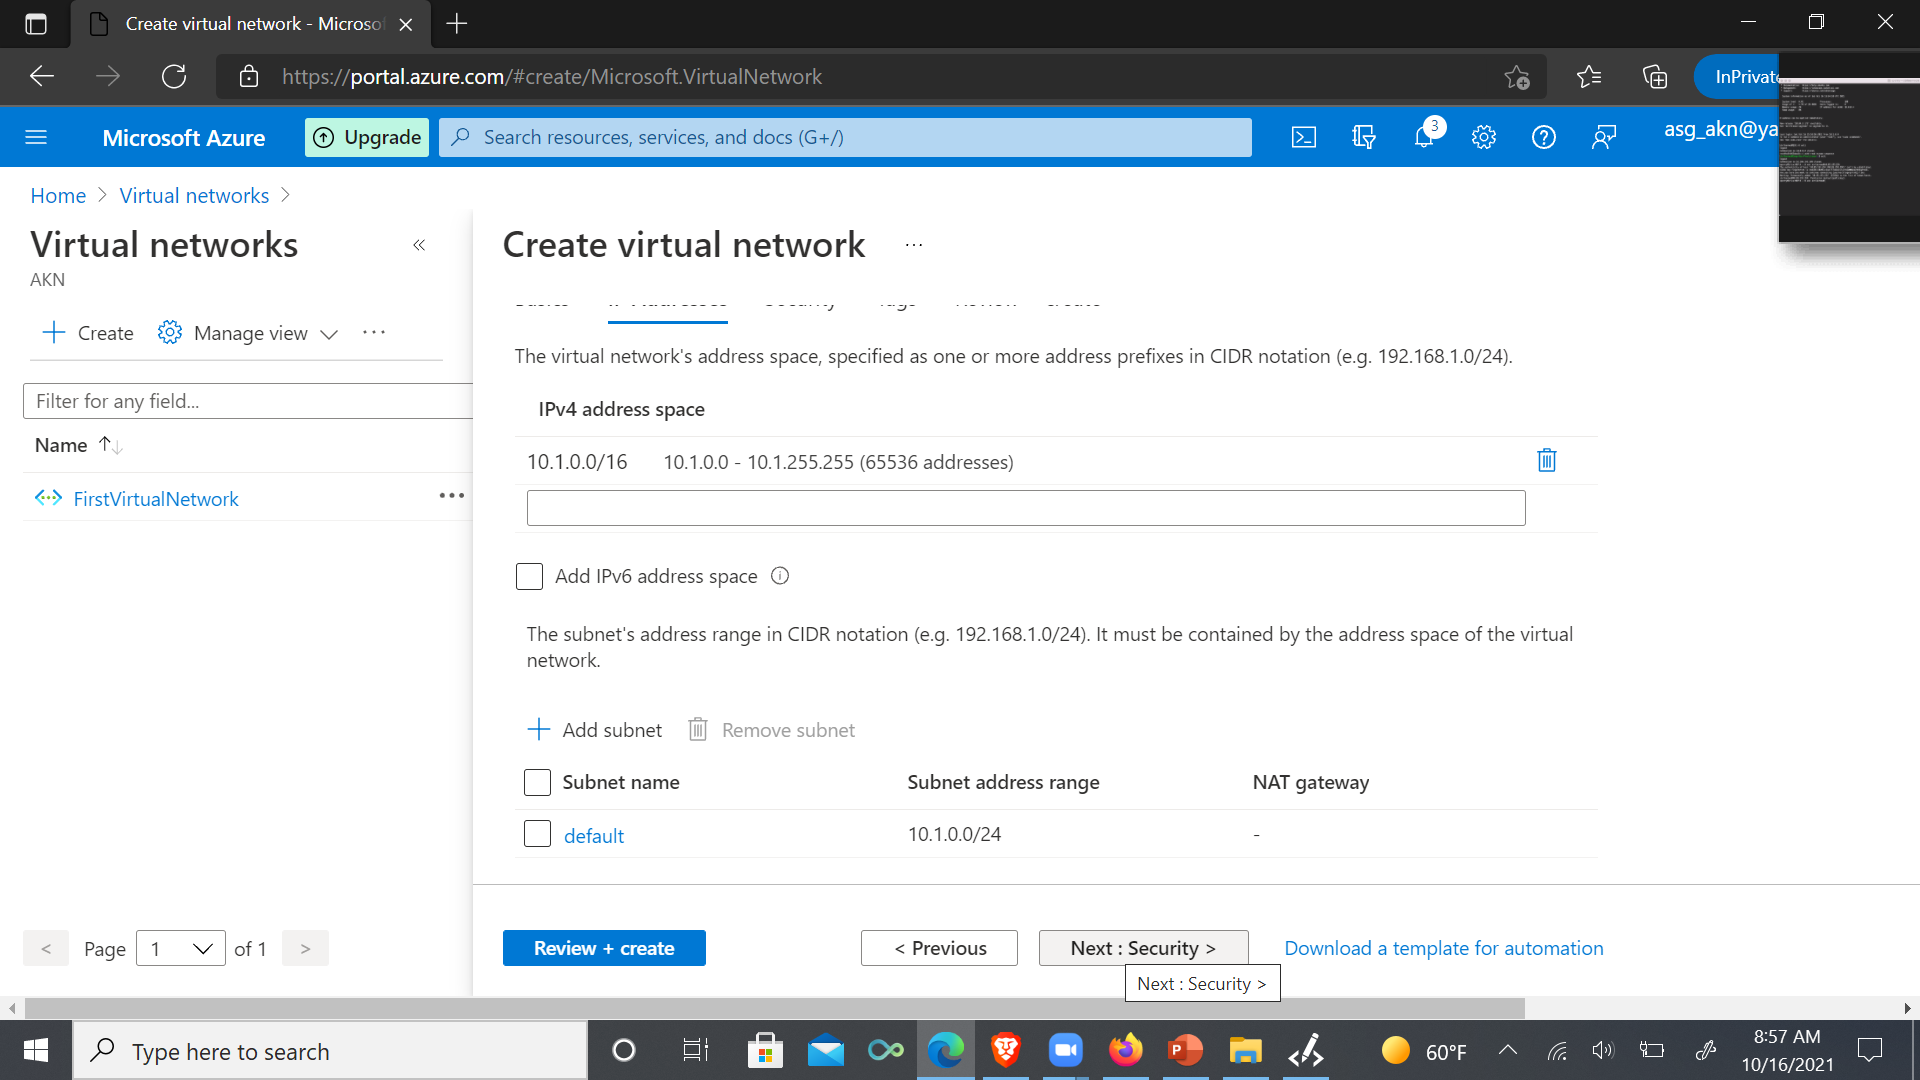 Create virtual network - Microso
https://portal.azure.com/#create/Microsoft.VirtualNetwork
InPrivate
Microsoft Azure
Upgrade
Search resources, services, and docs (G+/)
3
asg_akn@ya
Home > Virtual networks >
Virtual networks
«
AKN
Create virtual network
...
Create
Manage view
...
Basics IP Addresses Security Tags Review + create
The virtual network's address space, specified as one or more address prefixes in CIDR notation (e.g. 192.168.1.0/24).
Filter for any field...
IPv4 address space
Name
10.1.0.0/16 10.1.0.0 - 10.1.255.255 (65536 addresses)
FirstVirtualNetwork
Add IPv6 address space
The subnet's address range in CIDR notation (e.g. 192.168.1.0/24). It must be contained by the address space of the virtual
network.
Add subnet
Remove subnet
Subnet name Subnet address range NAT gateway
default 10.1.0.0/24 -
< Page 1 of 1 >
Review + create
< Previous
Next : Security >
Download a template for automation
Next : Security >
Type here to search
60°F
8:57 AM
10/16/2021